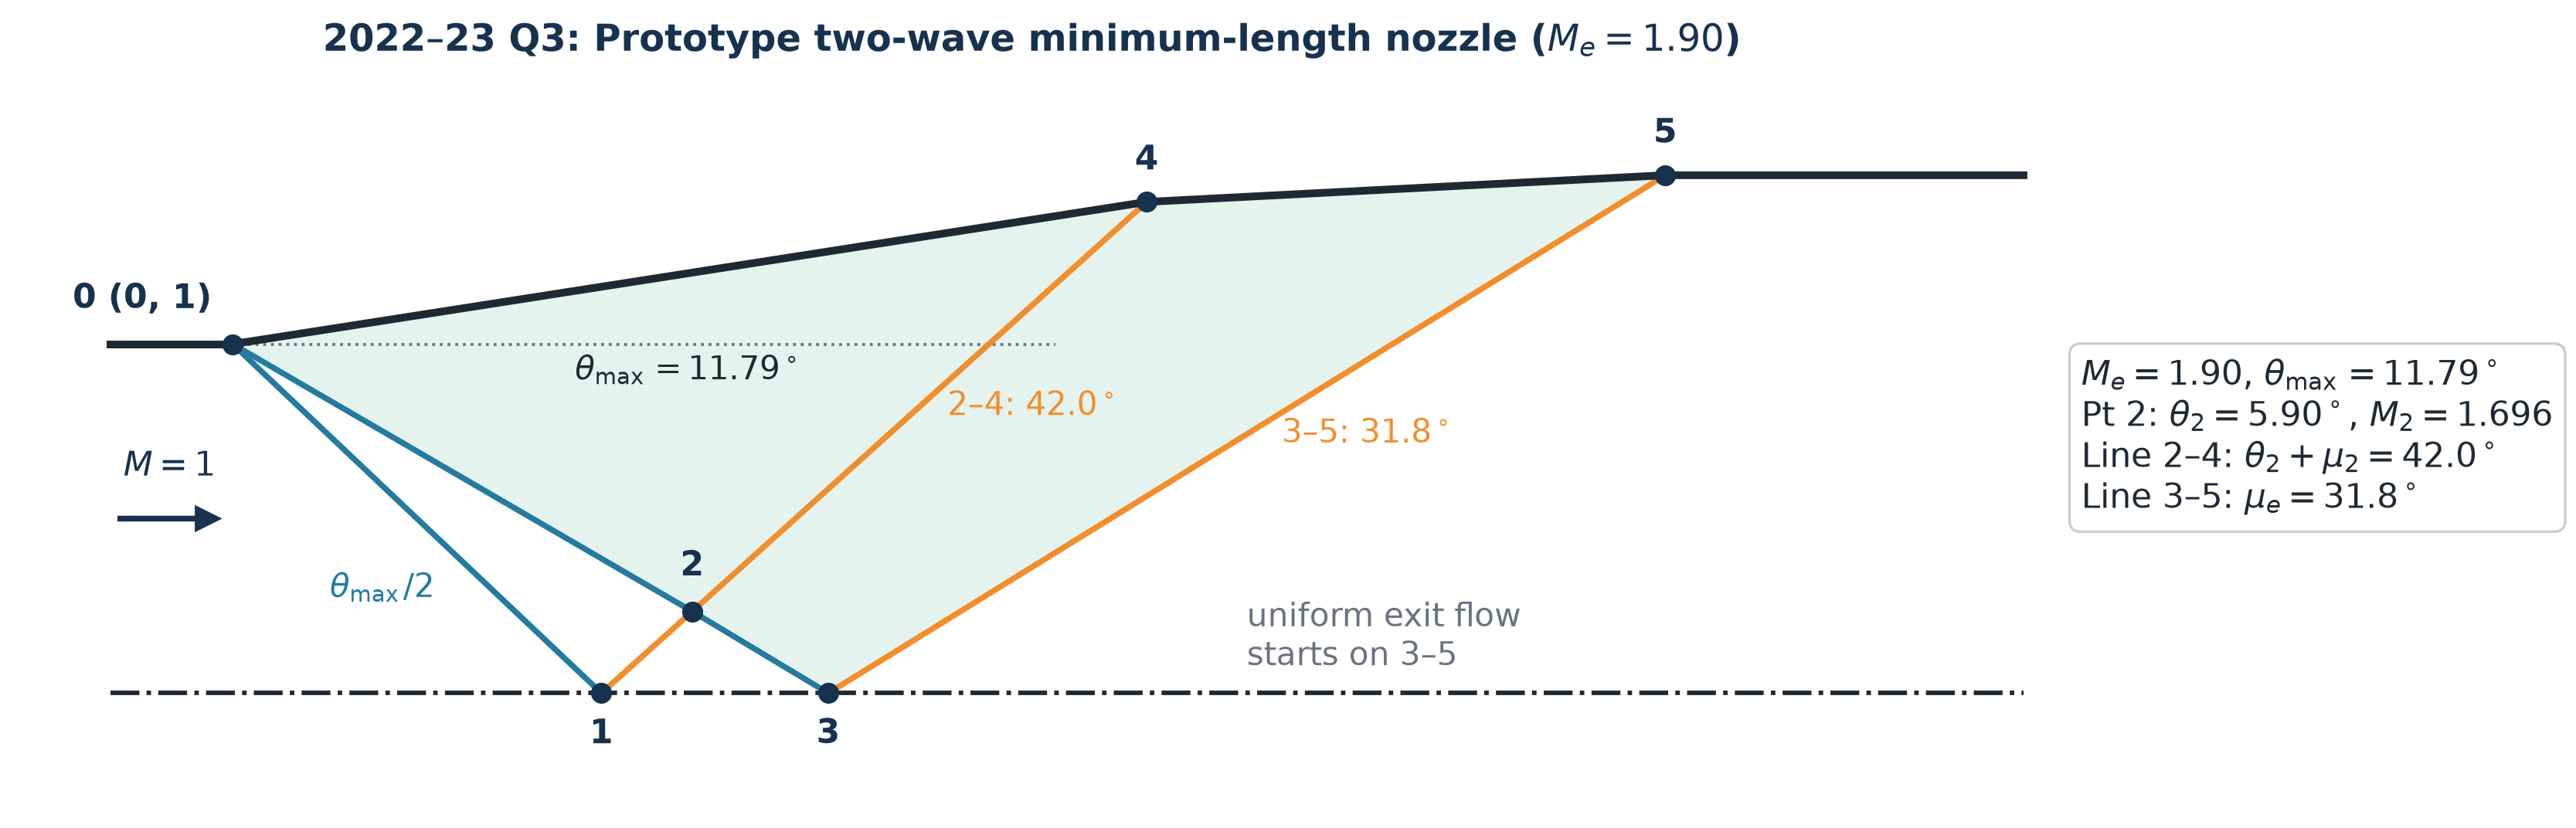 2022–23 Q3: Prototype two-wave minimum-length nozzle (Mₑ = 1.90)
5
4
0 (0, 1)
θmax = 11.79°
2–4: 42.0°
3–5: 31.8°
Mₑ = 1.90, θmax = 11.79°
Pt 2: θ₂ = 5.90°, M₂ = 1.696
Line 2–4: θ₂ + μ₂ = 42.0°
Line 3–5: μₑ = 31.8°
M = 1
θmax/2
2
uniform exit flow
starts on 3–5
1
3